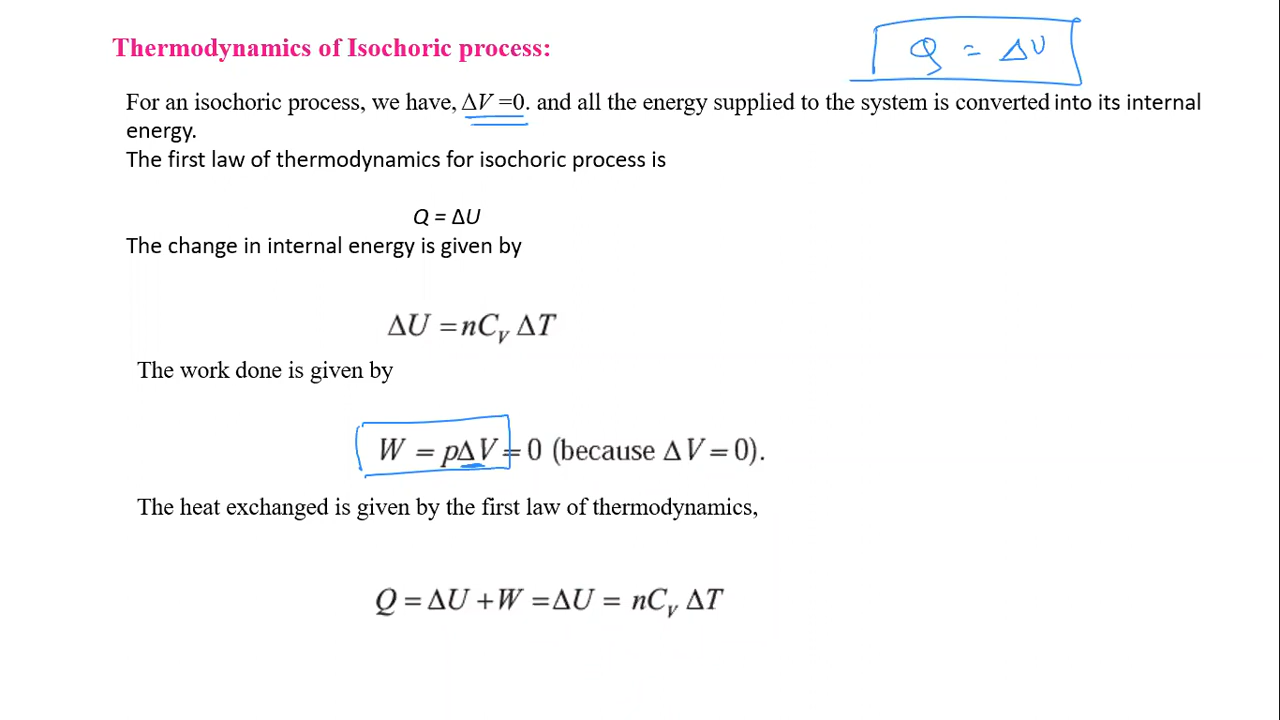 Thermodynamics of Isochoric process:
Q = ΔU
For an isochoric process, we have, ΔV =0. and all the energy supplied to the system is converted into its internal
energy.
The first law of thermodynamics for isochoric process is
Q = ΔU
The change in internal energy is given by
ΔU = nC_V ΔT
The work done is given by
W = pΔV = 0 (because ΔV = 0).
The heat exchanged is given by the first law of thermodynamics,
Q = ΔU + W = ΔU = nC_V ΔT